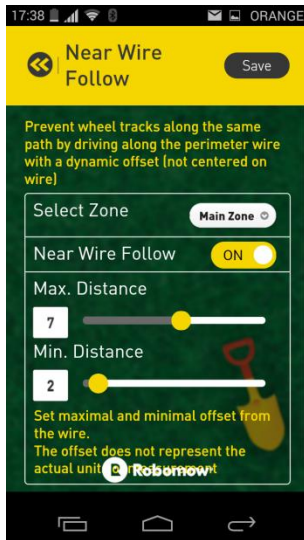 17:38 ORANGE
Near Wire
Follow
Save
Prevent wheel tracks along the same
path by driving along the perimeter wire
with a dynamic offset (not centered on
wire)
Select Zone
Main Zone
Near Wire Follow
ON
Max. Distance
7
Min. Distance
2
Set maximal and minimal offset from
the wire.
The offset does not represent the
actual unit
Robomow